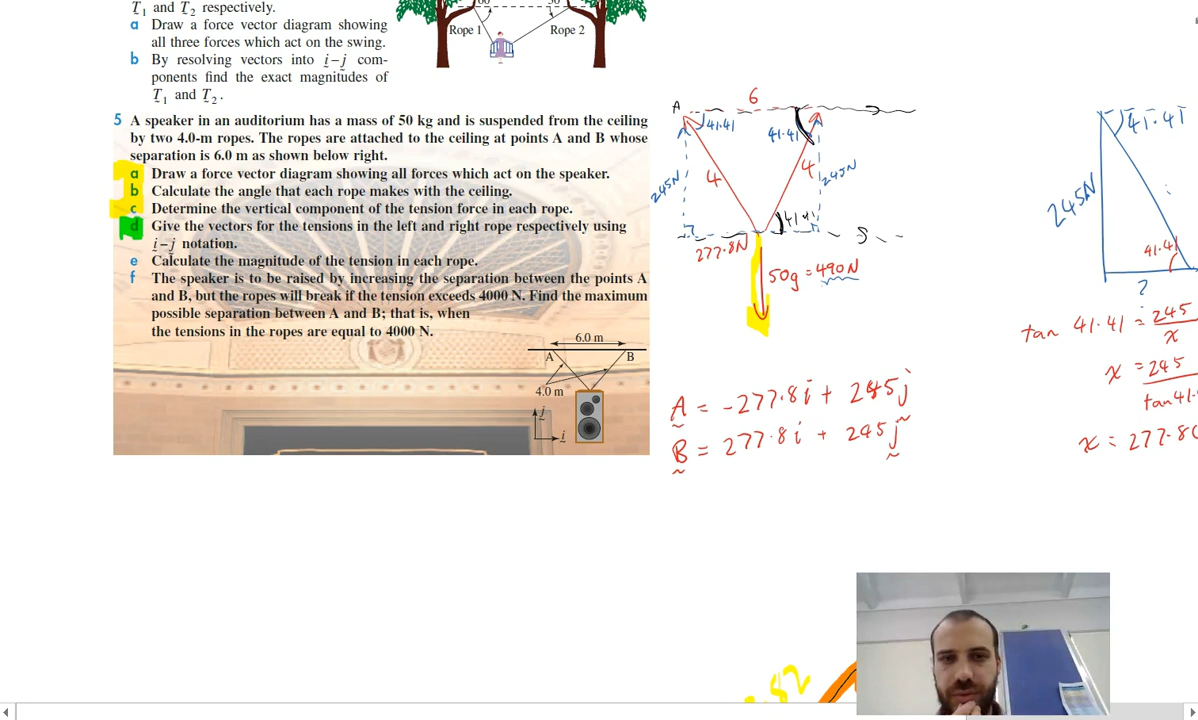 T₁ and T₂ respectively.
a Draw a force vector diagram showing
all three forces which act on the swing.
b By resolving vectors into i–j com-
ponents find the exact magnitudes of
T₁ and T₂.
Rope 1
Rope 2
5 A speaker in an auditorium has a mass of 50 kg and is suspended from the ceiling
by two 4.0-m ropes. The ropes are attached to the ceiling at points A and B whose
separation is 6.0 m as shown below right.
a Draw a force vector diagram showing all forces which act on the speaker.
b Calculate the angle that each rope makes with the ceiling.
c Determine the vertical component of the tension force in each rope.
d Give the vectors for the tensions in the left and right rope respectively using
i–j notation.
e Calculate the magnitude of the tension in each rope.
f The speaker is to be raised by increasing the separation between the points A
and B, but the ropes will break if the tension exceeds 4000 N. Find the maximum
possible separation between A and B; that is, when
the tensions in the ropes are equal to 4000 N.
6.0 m
A
B
4.0 m
j
i
A
6
41.41
41.41
245N
4
4
245N
41.41
277.8N
50g = 490N
A = -277.8i + 245j
B = 277.8i + 245j
41.41
245N
41.41
?
tan 41.41 = 245
x
x = 245
tan 41.
x = 277.8
.82